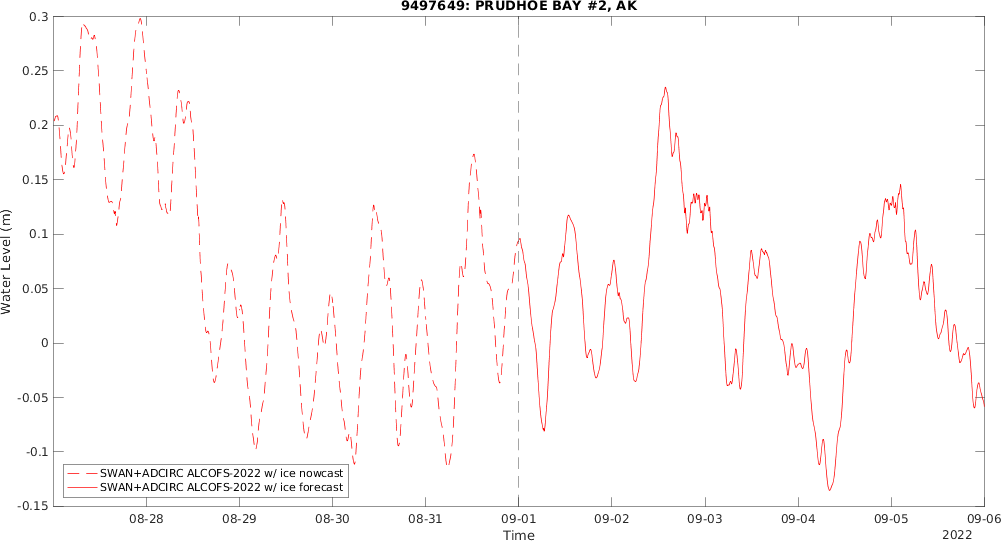 9497649: PRUDHOE BAY #2, AK
0.3
0.25
0.2
0.15
0.1
0.05
0
-0.05
-0.1
-0.15
Water Level (m)
SWAN+ADCIRC ALCOFS-2022 w/ ice nowcast
SWAN+ADCIRC ALCOFS-2022 w/ ice forecast
08-28 08-29 08-30 08-31 09-01 09-02 09-03 09-04 09-05 09-06
Time
2022